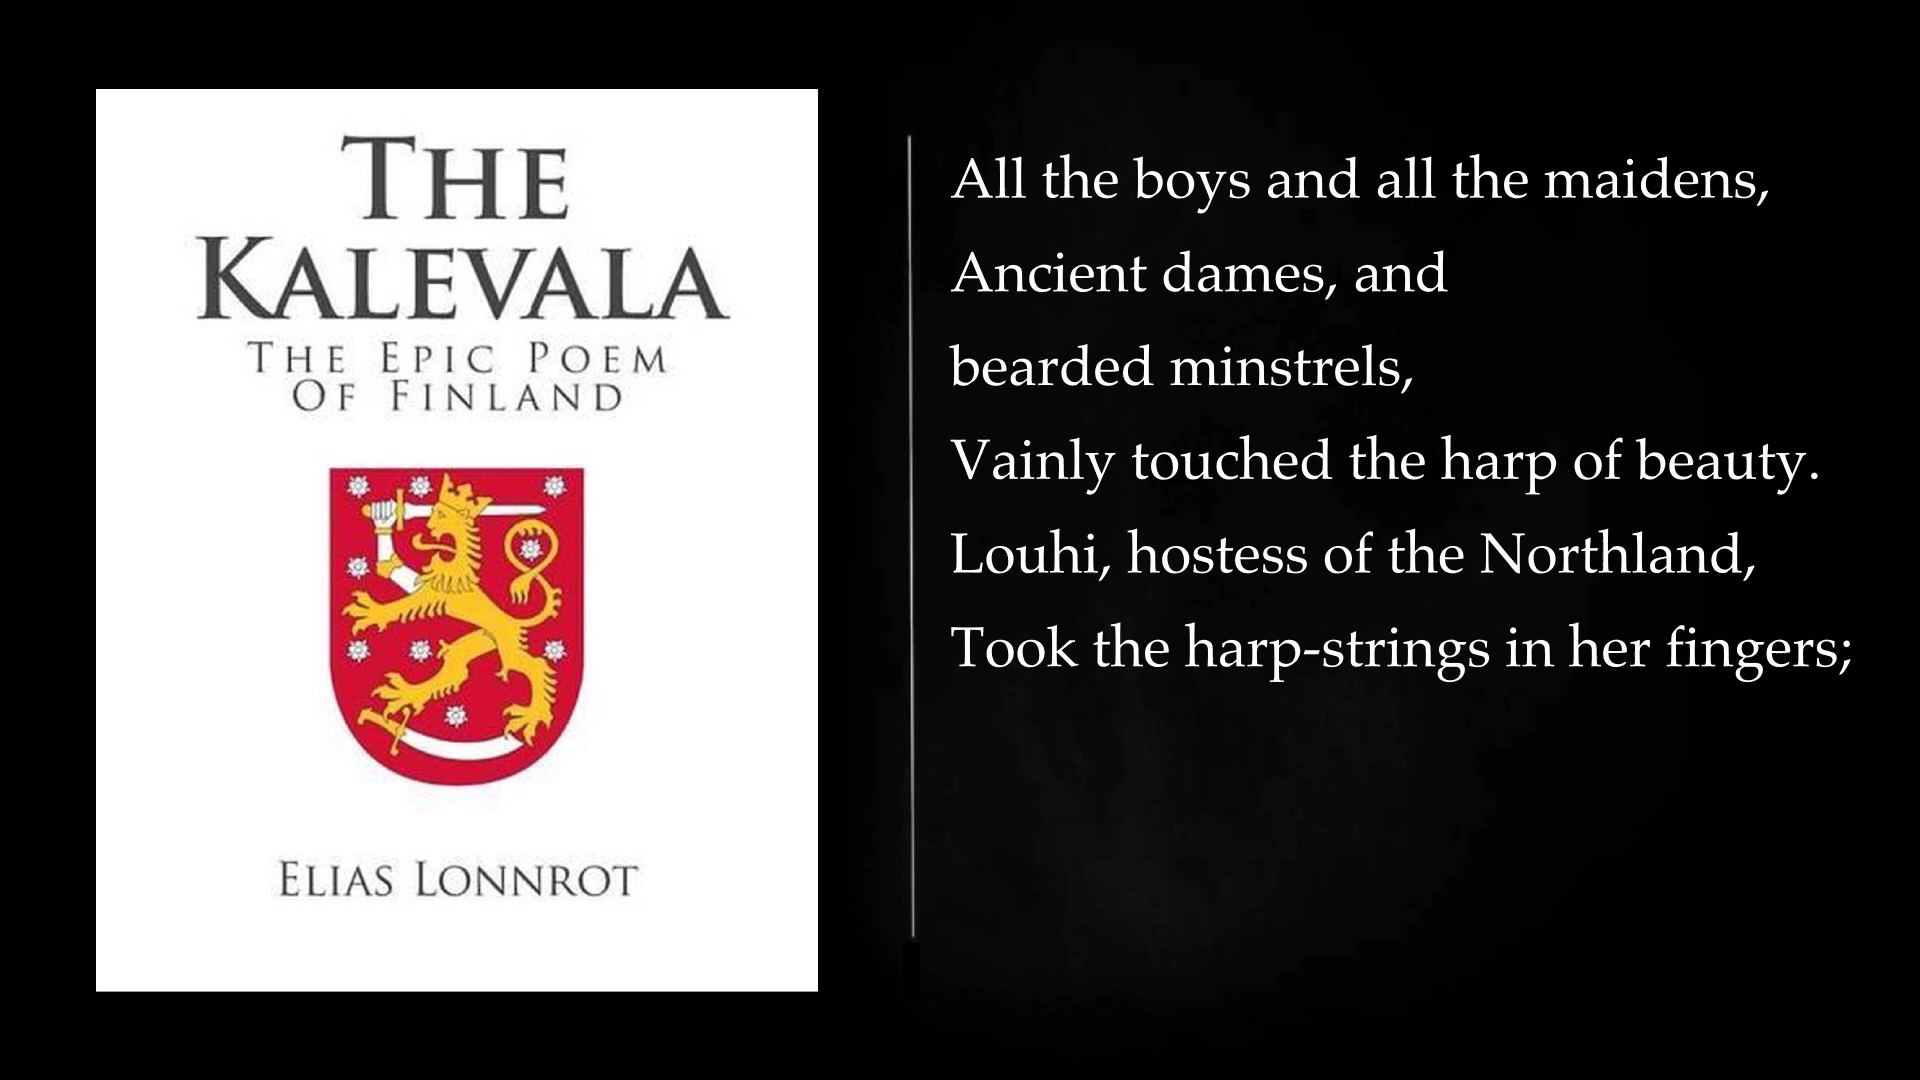 THE
KALEVALA
THE EPIC POEM
OF FINLAND
ELIAS LONNROT
All the boys and all the maidens,
Ancient dames, and
bearded minstrels,
Vainly touched the harp of beauty.
Louhi, hostess of the Northland,
Took the harp-strings in her fingers;